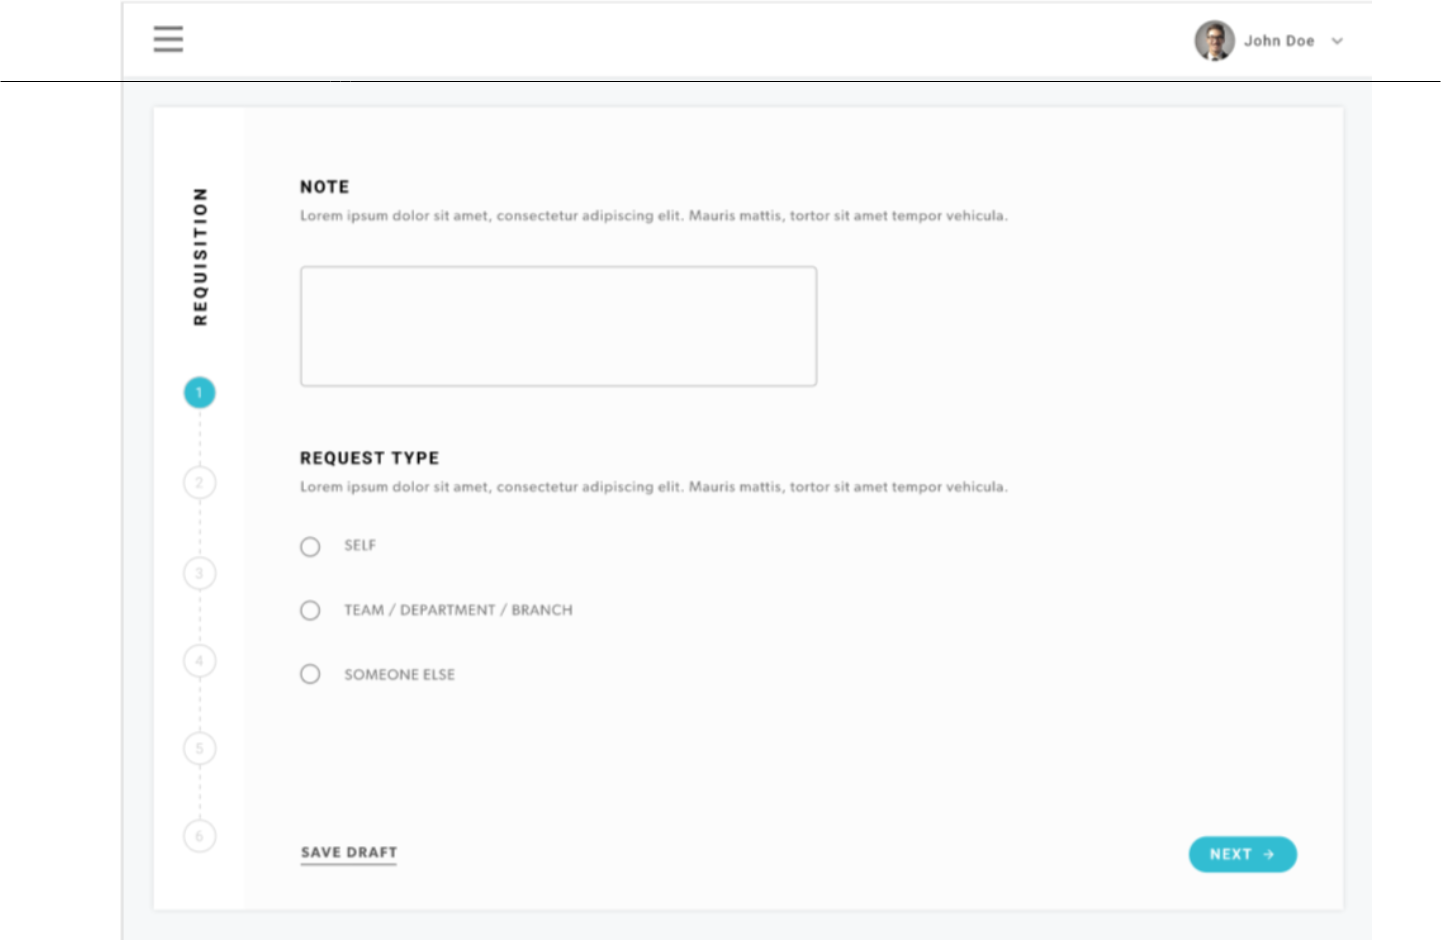 John Doe
REQUISITION
1
2
3
4
5
6
NOTE
Lorem ipsum dolor sit amet, consectetur adipiscing elit. Mauris mattis, tortor sit amet tempor vehicula.
REQUEST TYPE
Lorem ipsum dolor sit amet, consectetur adipiscing elit. Mauris mattis, tortor sit amet tempor vehicula.
SELF
TEAM / DEPARTMENT / BRANCH
SOMEONE ELSE
SAVE DRAFT
NEXT →